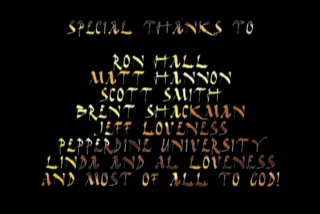 SPECIAL THANKS TO
RON HALL
MATT HANNON
SCOTT SMITH
BRENT SHACKMAN
JEFF LOVENESS
PEPPERDINE UNIVERSITY
LINDA AND AL LOVENESS
AND MOST OF ALL TO GOD!